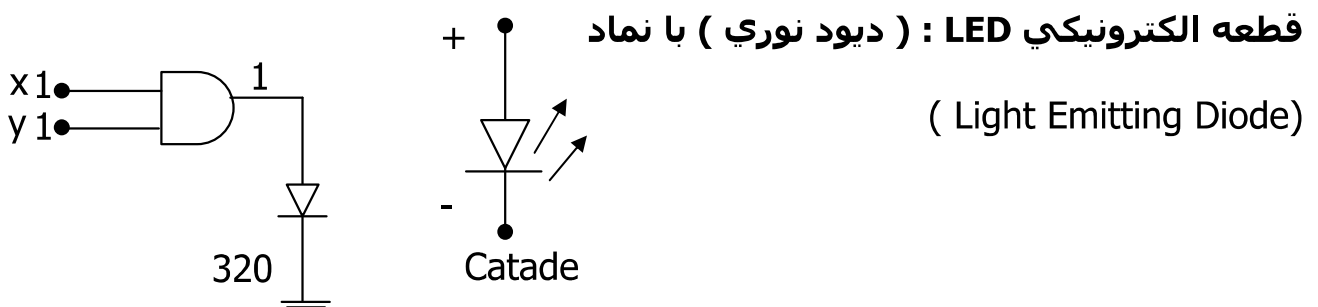 قطعه الكترونيكي LED : ( ديود نوري ) با نماد
( Light Emitting Diode)
+
x 1
1
y 1
-
320
Catade